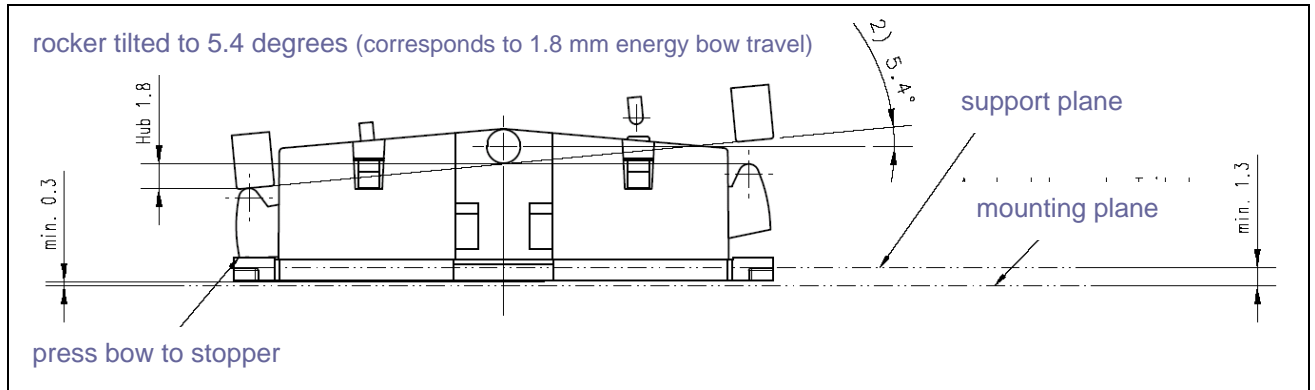 rocker tilted to 5.4 degrees (corresponds to 1.8 mm energy bow travel)
2) 5.4°
Hub 1.8
support plane
min. 0.3
mounting plane
min. 1.3
press bow to stopper